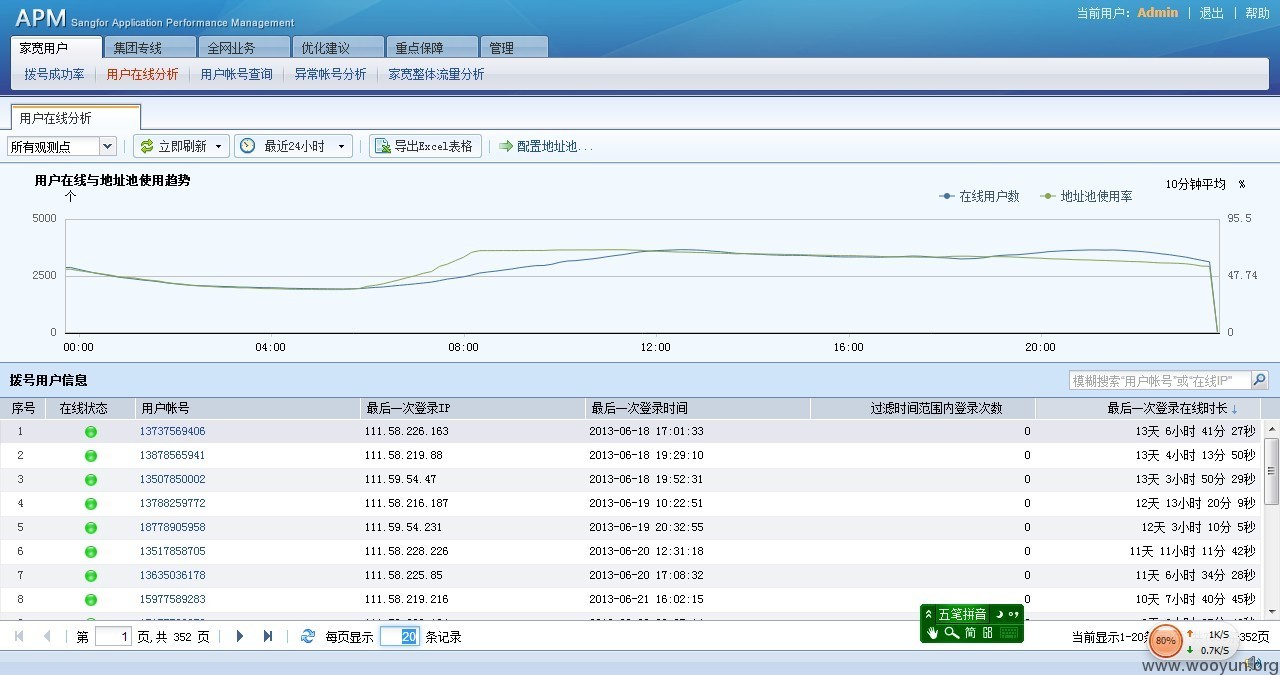 APM Sangfor Application Performance Management
当前用户: Admin | 退出 | 帮助
家宽用户 集团专线 全网业务 优化建议 重点保障 管理
拨号成功率 用户在线分析 用户帐号查询 异常帐号分析 家宽整体流量分析
用户在线分析
所有观测点 立即刷新 最近24小时 导出Excel表格 配置地址池...
用户在线与地址池使用趋势
个
10分钟平均 %
在线用户数 地址池使用率
5000 95.5
2500 47.74
0 0
00:00 04:00 08:00 12:00 16:00 20:00
拨号用户信息
模糊搜索"用户帐号"或"在线IP"
序号 在线状态 用户帐号 最后一次登录IP 最后一次登录时间 过滤时间范围内登录次数 最后一次登录在线时长↓
1 13737569406 111.58.226.163 2013-06-18 17:01:33 0 13天 6小时 41分 27秒
2 13878565941 111.58.219.88 2013-06-18 19:29:10 0 13天 4小时 13分 50秒
3 13507850002 111.59.54.47 2013-06-18 19:52:31 0 13天 3小时 50分 29秒
4 13788259772 111.58.216.187 2013-06-19 10:22:51 0 12天 13小时 20分 9秒
5 18778905958 111.59.54.231 2013-06-19 20:32:55 0 12天 3小时 10分 5秒
6 13517858705 111.58.228.226 2013-06-20 12:31:18 0 11天 11小时 11分 42秒
7 13635036178 111.58.225.85 2013-06-20 17:08:32 0 11天 6小时 34分 28秒
8 15977589283 111.58.219.216 2013-06-21 16:02:15 0 10天 7小时 40分 45秒
五笔拼音
简
第 1 页,共 352 页 每页显示 20 条记录
当前显示1-20条 352页
80% 1K/S
0.7K/S
www.wooyun.org